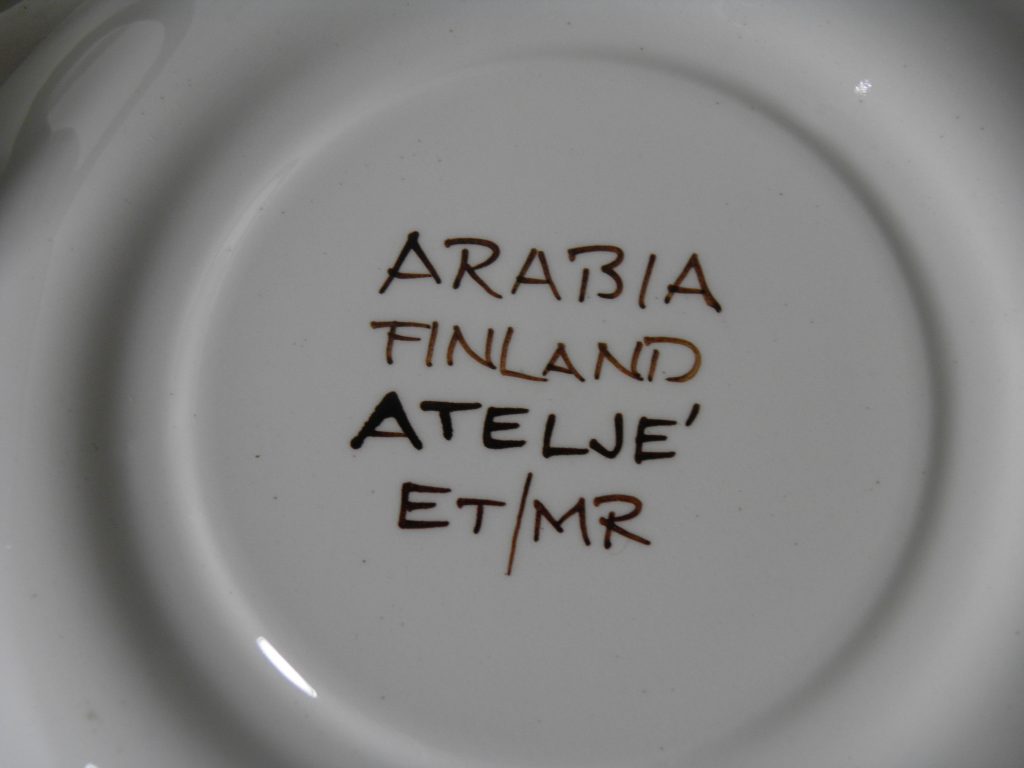 ARABIA
FINLAND
ATELJE´
ET/MR